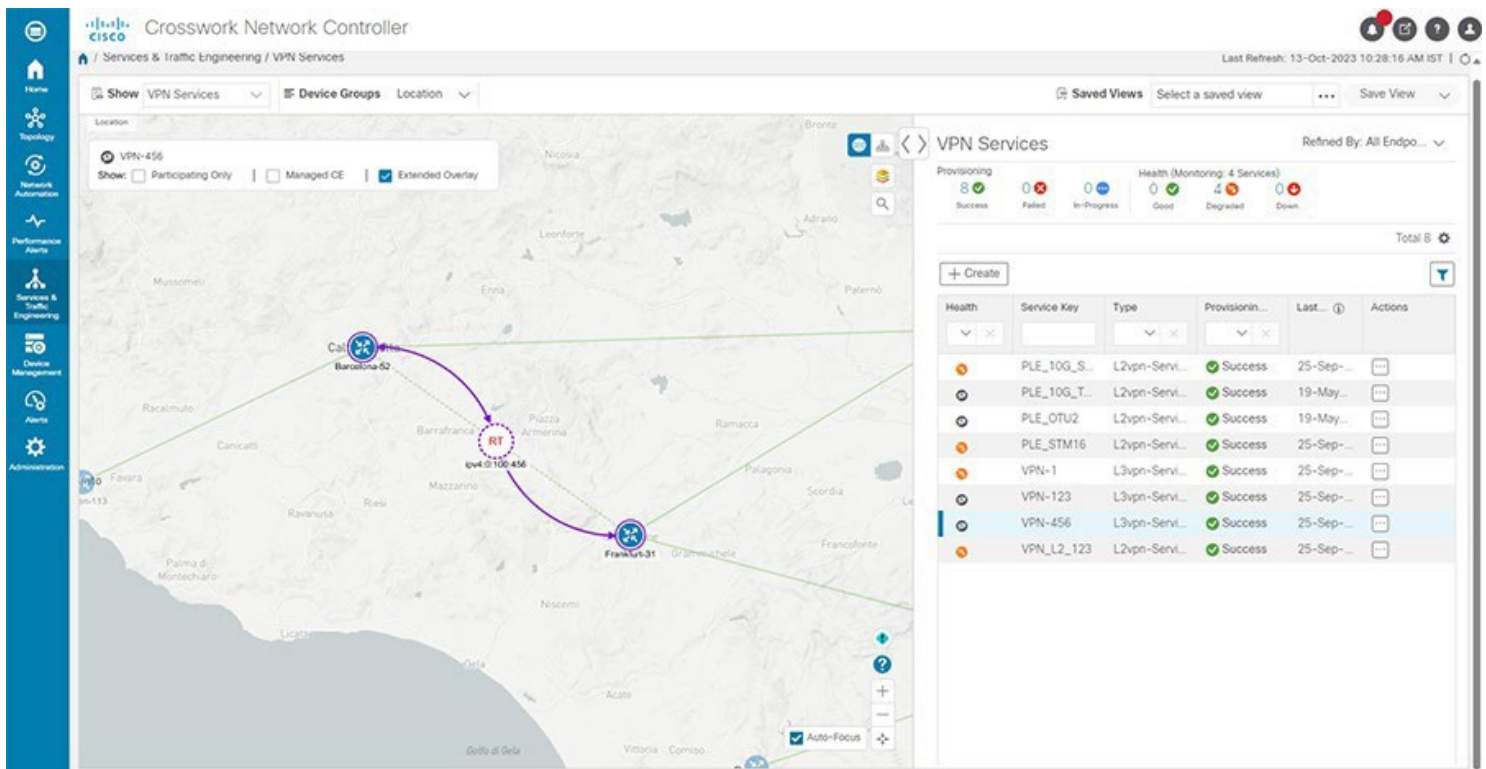 CISCO
Crosswork Network Controller
/ Services & Traffic Engineering / VPN Services
Last Refresh: 13-Oct-2023 10:28:16 AM IST
Home
Topology
Network Automation
Performance Alerts
Services & Traffic Engineering
Device Management
Alerts
Administration
Show VPN Services
Device Groups Location
Saved Views Select a saved view
Save View
Location
VPN-456
Show: Participating Only | Managed CE | Extended Overlay
Bronte
Nicosia
Adrano
Leonforte
Mussomeli
Enna
Paternò
Barcelona-52
Racalmuto
Piazza
Armerina
Barrafranca
Ramacca
Canicattì
RT
ipv4:0:100:456
Favara
Mazzarino
Palagonia
Riesi
Scordia
Ravanusa
Frankfurt-31
Grammichele
Francofonte
Palma di
Montechiaro
Niscemi
Licata
Gela
Acate
Golfo di Gela
Vittoria
Comiso
Auto-Focus
VPN Services
Refined By: All Endpo...
Provisioning
Health (Monitoring: 4 Services)
8 0 0 0 4 0
Success Failed In-Progress Good Degraded Down
Total 8
+ Create
Health Service Key Type Provisionin... Last... Actions
PLE_10G_S... L2vpn-Servi... Success 25-Sep-...
PLE_10G_T... L2vpn-Servi... Success 19-May...
PLE_OTU2 L2vpn-Servi... Success 19-May...
PLE_STM16 L2vpn-Servi... Success 25-Sep-...
VPN-1 L3vpn-Servi... Success 25-Sep-...
VPN-123 L3vpn-Servi... Success 25-Sep-...
VPN-456 L3vpn-Servi... Success 25-Sep-...
VPN_L2_123 L2vpn-Servi... Success 25-Sep-...